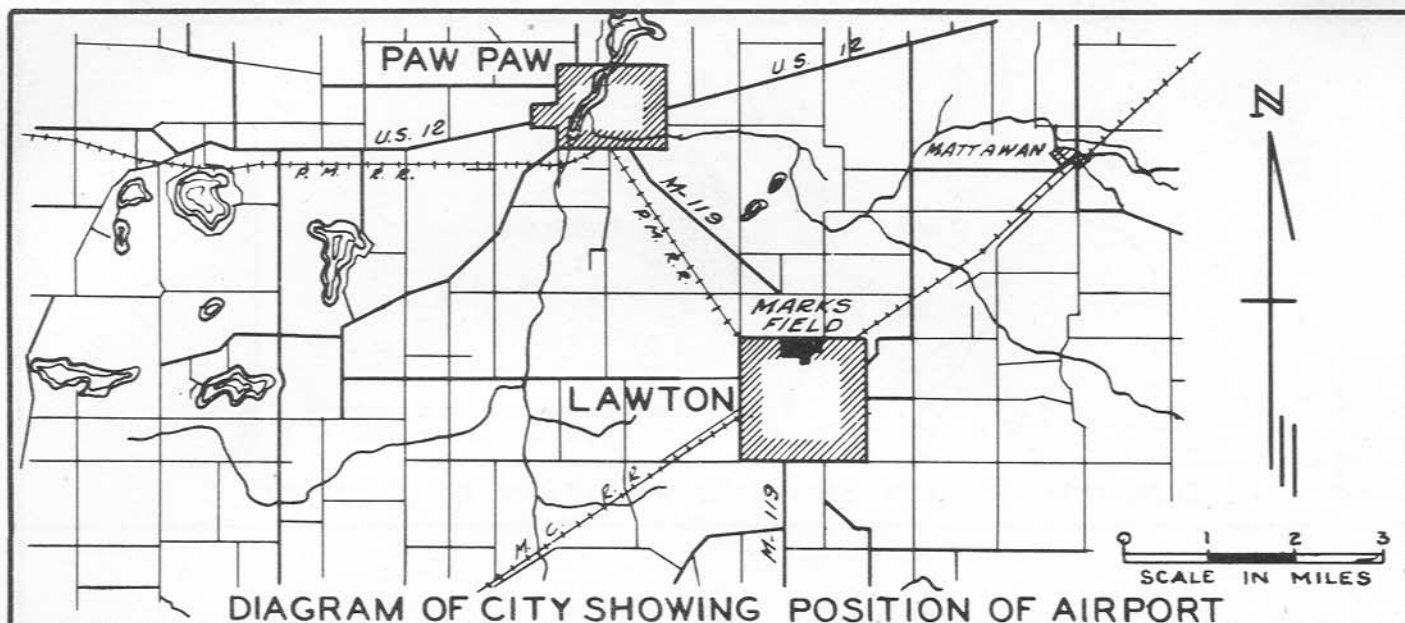 PAW PAW
U.S. 12
U.S. 12
P. M. R. R.
M-119
P. M. R. R.
MATTAWAN
N
MARKS
FIELD
LAWTON
M. C. R. R
M-119
0 1 2 3
SCALE IN MILES
DIAGRAM OF CITY SHOWING POSITION OF AIRPORT